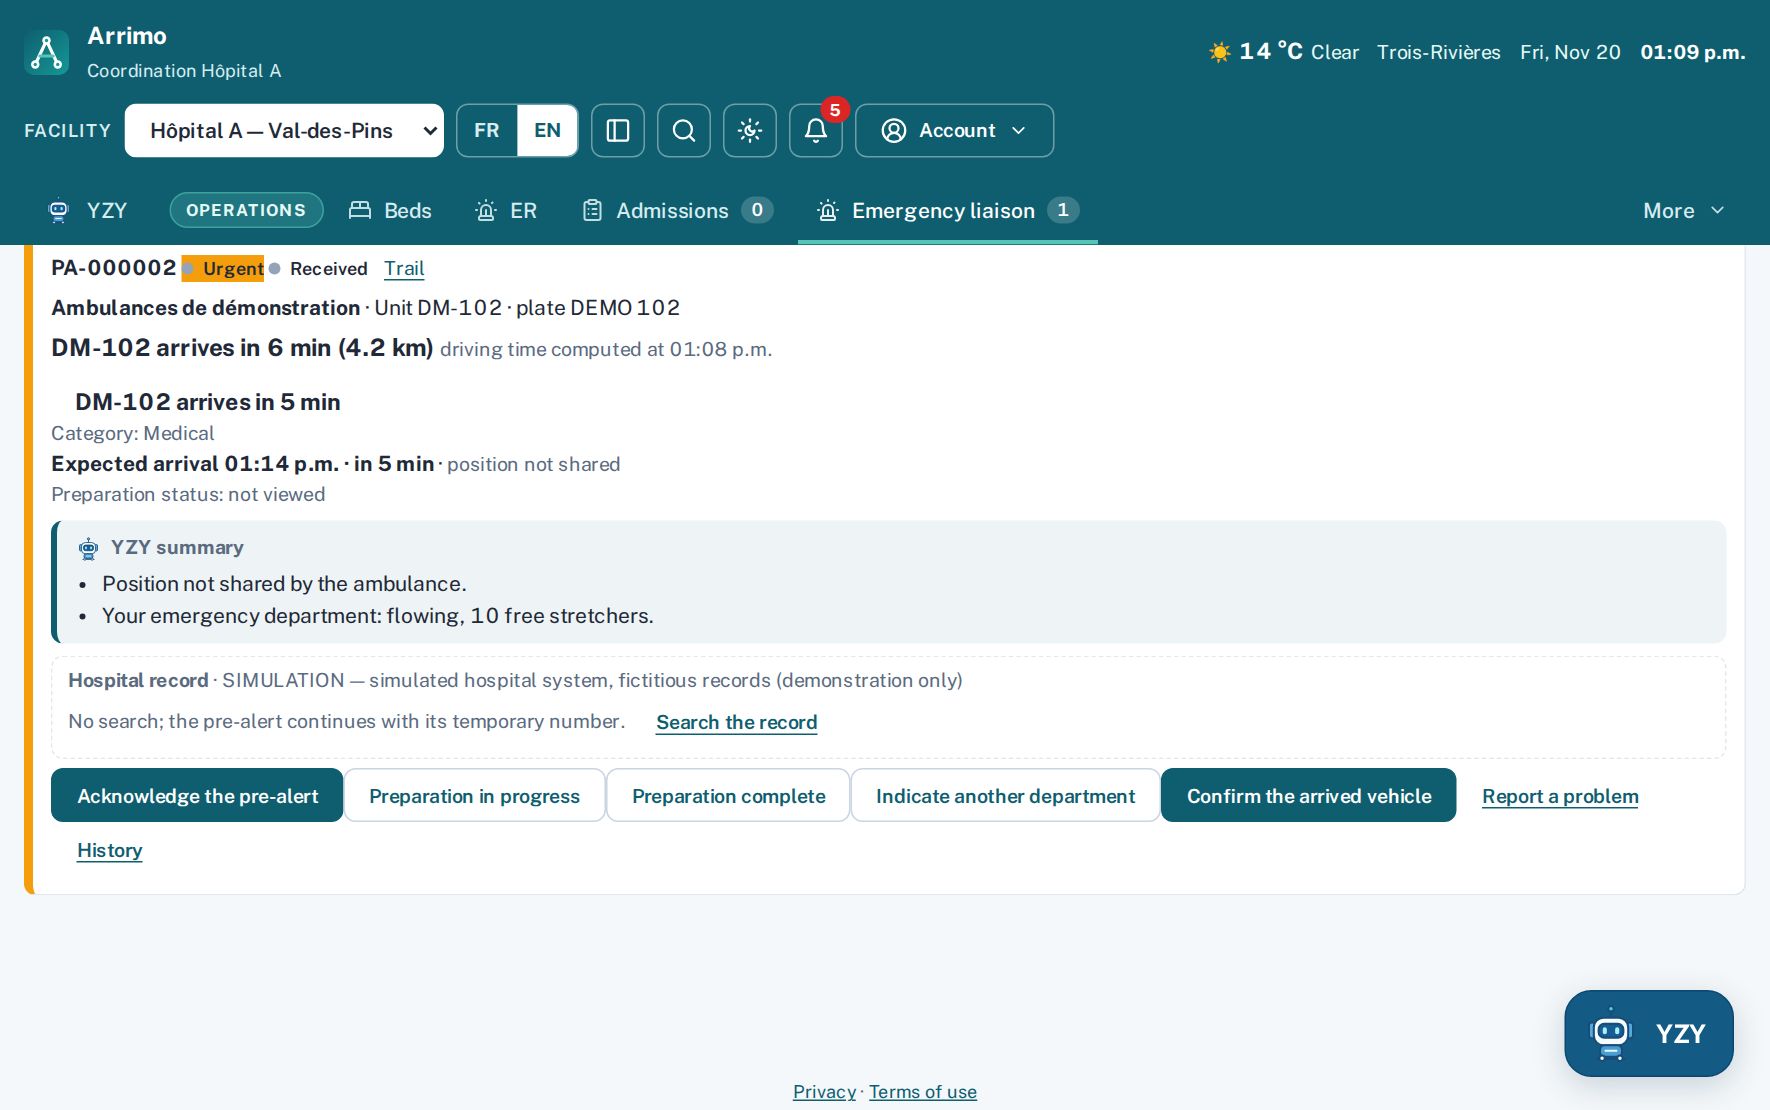 Arrimo
Coordination Hôpital A
☀️ 14 °C Clear Trois-Rivières Fri, Nov 20 01:09 p.m.
FACILITY Hôpital A — Val-des-Pins FR EN 5 Account
YZY OPERATIONS Beds ER Admissions 0 Emergency liaison 1 More
PA-000002 Urgent Received Trail
Ambulances de démonstration · Unit DM-102 · plate DEMO 102
DM-102 arrives in 6 min (4.2 km) driving time computed at 01:08 p.m.
DM-102 arrives in 5 min
Category: Medical
Expected arrival 01:14 p.m. · in 5 min · position not shared
Preparation status: not viewed
YZY summary
• Position not shared by the ambulance.
• Your emergency department: flowing, 10 free stretchers.
Hospital record · SIMULATION — simulated hospital system, fictitious records (demonstration only)
No search; the pre-alert continues with its temporary number. Search the record
Acknowledge the pre-alert Preparation in progress Preparation complete Indicate another department Confirm the arrived vehicle Report a problem
History
YZY
Privacy · Terms of use